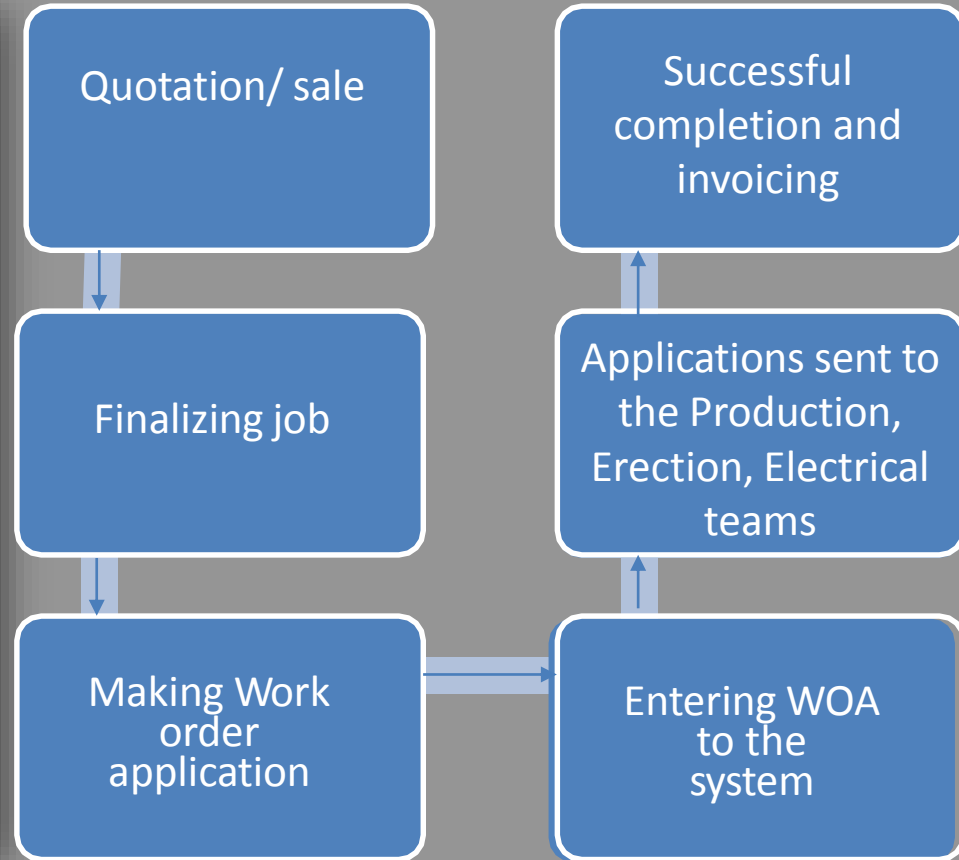 Quotation/ sale
Finalizing job
Making Work
order
application
Entering WOA
to the
system
Applications sent to
the Production,
Erection, Electrical
teams
Successful
completion and
invoicing